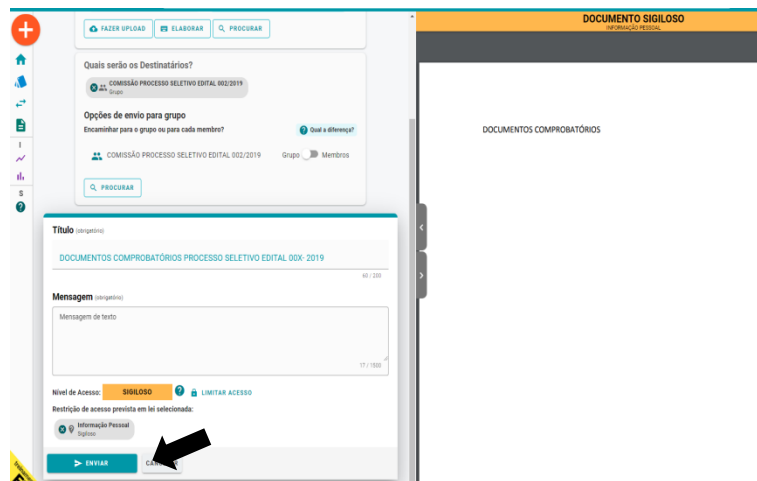 FAZER UPLOAD ELABORAR PROCURAR
Quais serão os Destinatários?
COMISSÃO PROCESSO SELETIVO EDITAL 002/2019
Grupo
Opções de envio para grupo
Encaminhar para o grupo ou para cada membro? Qual a diferença?
COMISSÃO PROCESSO SELETIVO EDITAL 002/2019 Grupo Membros
PROCURAR
I
S
Título (obrigatório)
DOCUMENTOS COMPROBATÓRIOS PROCESSO SELETIVO EDITAL 00X- 2019
60 / 200
Mensagem (obrigatório)
Mensagem de texto
77 / 1500
Nível de Acesso: SIGILOSO LIMITAR ACESSO
Restrição de acesso prevista em lei selecionada:
Informação Pessoal
Sigiloso
ENVIAR
DOCUMENTO SIGILOSO
INFORMAÇÃO PESSOAL
DOCUMENTOS COMPROBATÓRIOS